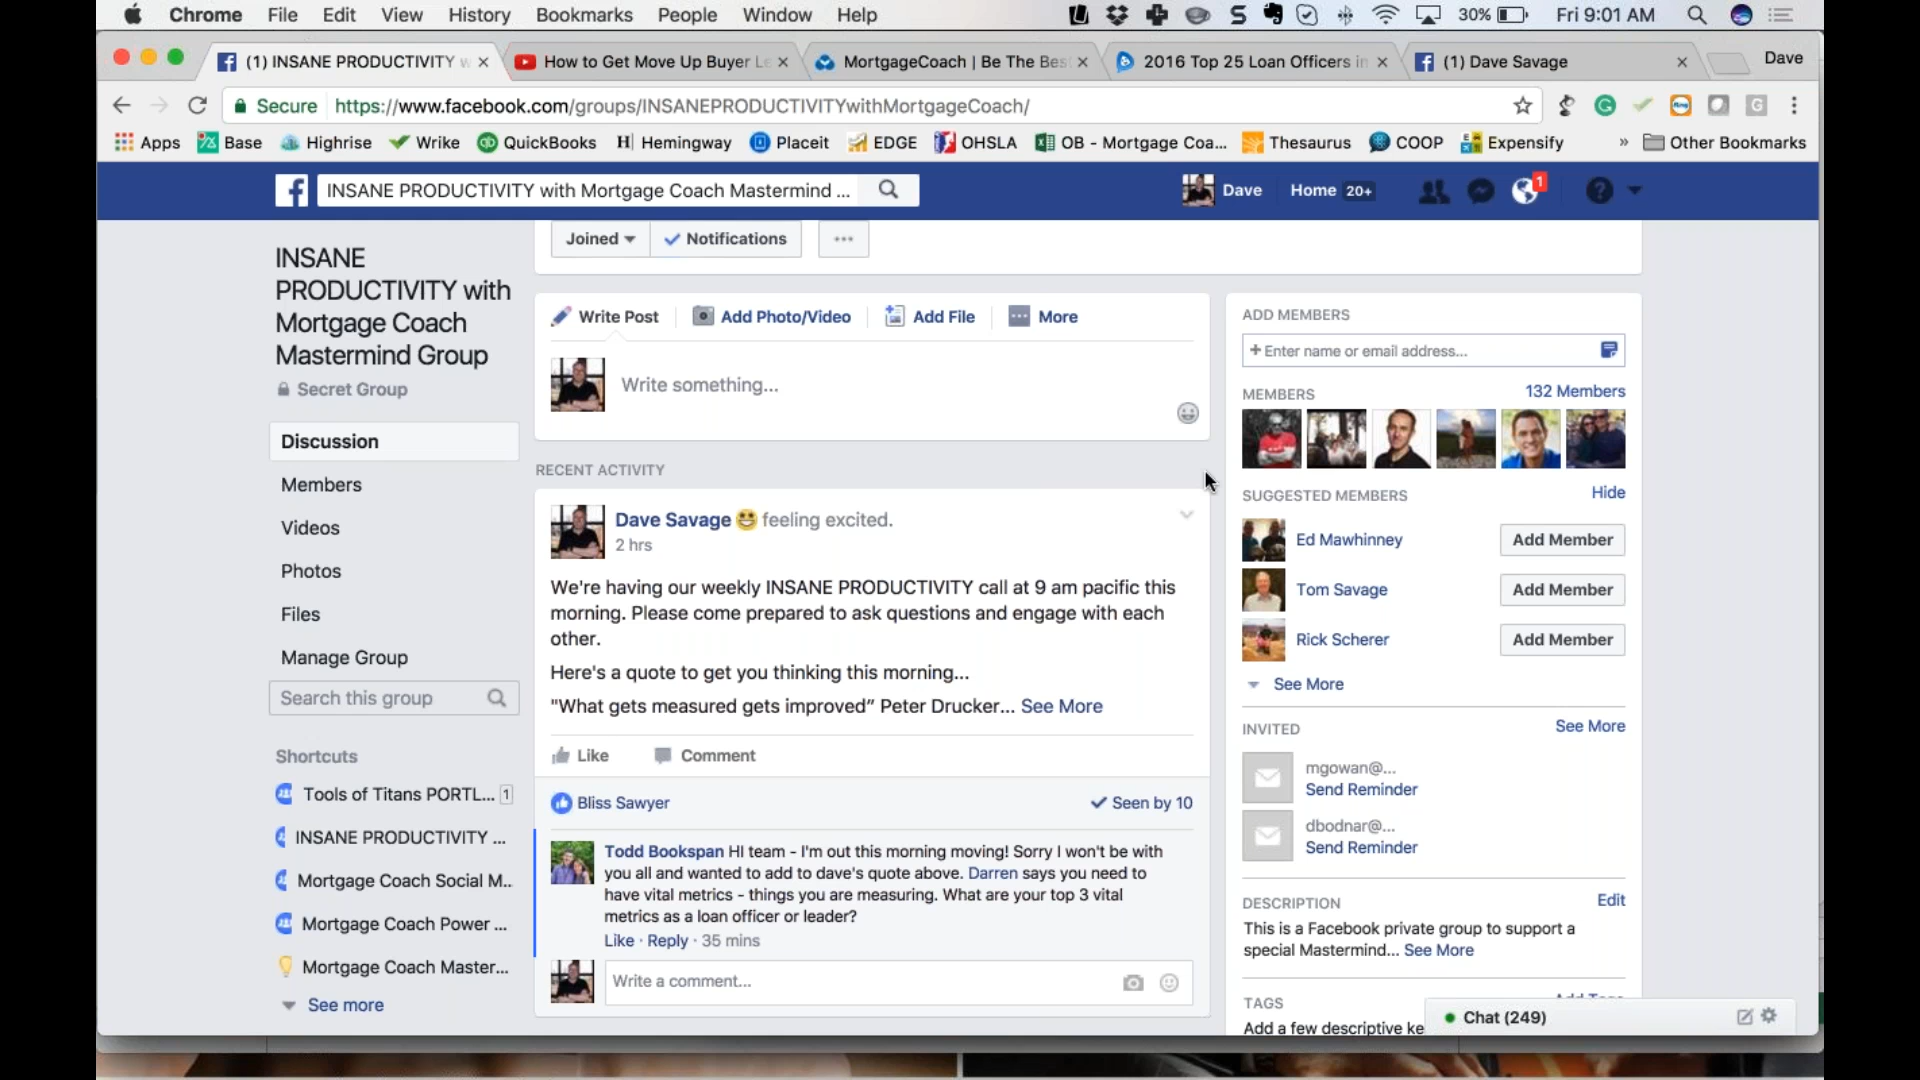 Chrome File Edit View History Bookmarks People Window Help 30% Fri 9:01 AM
(1) INSANE PRODUCTIVITY w How to Get Move Up Buyer Le MortgageCoach | Be The Bes 2016 Top 25 Loan Officers in (1) Dave Savage Dave
Secure https://www.facebook.com/groups/INSANEPRODUCTIVITYwithMortgageCoach/
Apps Base Highrise Wrike QuickBooks Hemingway Placeit EDGE OHSLA OB - Mortgage Coa... Thesaurus COOP Expensify » Other Bookmarks
INSANE PRODUCTIVITY with Mortgage Coach Mastermind ... Dave Home 20+ 1
INSANE
PRODUCTIVITY with
Mortgage Coach
Mastermind Group
Secret Group
Discussion
Members
Videos
Photos
Files
Manage Group
Search this group
Shortcuts
Tools of Titans PORTL... 1
INSANE PRODUCTIVITY ...
Mortgage Coach Social M...
Mortgage Coach Power ...
Mortgage Coach Master...
See more
Joined Notifications
Write Post Add Photo/Video Add File More
Write something...
RECENT ACTIVITY
Dave Savage feeling excited.
2 hrs
We're having our weekly INSANE PRODUCTIVITY call at 9 am pacific this
morning. Please come prepared to ask questions and engage with each
other.
Here's a quote to get you thinking this morning...
"What gets measured gets improved” Peter Drucker... See More
Like Comment
Bliss Sawyer Seen by 10
Todd Bookspan HI team - I'm out this morning moving! Sorry I won't be with
you all and wanted to add to dave's quote above. Darren says you need to
have vital metrics - things you are measuring. What are your top 3 vital
metrics as a loan officer or leader?
Like · Reply · 35 mins
Write a comment...
ADD MEMBERS
+ Enter name or email address...
MEMBERS 132 Members
SUGGESTED MEMBERS Hide
Ed Mawhinney Add Member
Tom Savage Add Member
Rick Scherer Add Member
See More
INVITED See More
mgowan@...
Send Reminder
dbodnar@...
Send Reminder
DESCRIPTION Edit
This is a Facebook private group to support a
special Mastermind... See More
TAGS
Add a few descriptive ke
Chat (249)